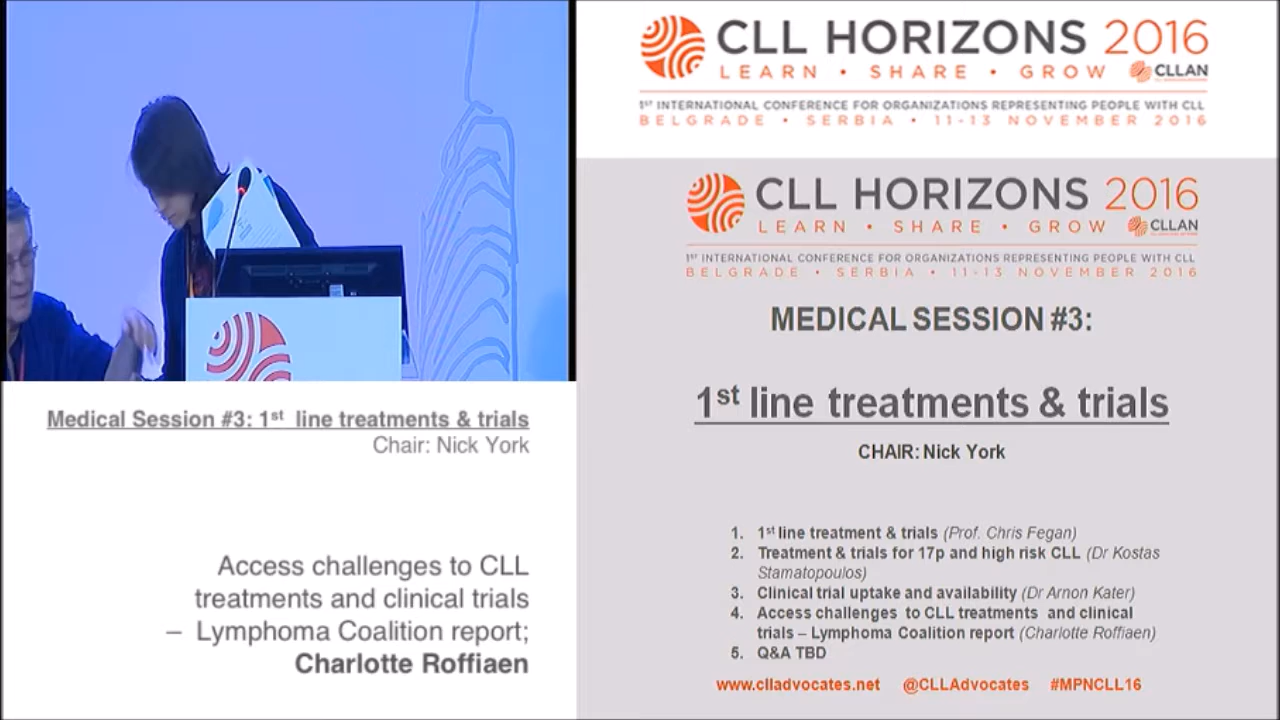 CLL HORIZONS 2016
LEARN • SHARE • GROW CLLAN
1ST INTERNATIONAL CONFERENCE FOR ORGANIZATIONS REPRESENTING PEOPLE WITH CLL
BELGRADE • SERBIA • 11-13 NOVEMBER 2016
CLL HORIZONS 2016
LEARN • SHARE • GROW CLLAN
1ST INTERNATIONAL CONFERENCE FOR ORGANIZATIONS REPRESENTING PEOPLE WITH CLL
BELGRADE • SERBIA • 11-13 NOVEMBER 2016
MEDICAL SESSION #3:
1st line treatments & trials
CHAIR: Nick York
1. 1st line treatment & trials (Prof. Chris Fegan)
2. Treatment & trials for 17p and high risk CLL (Dr Kostas
Stamatopoulos)
3. Clinical trial uptake and availability (Dr Arnon Kater)
4. Access challenges to CLL treatments and clinical
trials – Lymphoma Coalition report (Charlotte Roffiaen)
5. Q&A TBD
www.clladvocates.net @CLLAdvocates #MPNCLL16
Medical Session #3: 1st line treatments & trials
Chair: Nick York
Access challenges to CLL
treatments and clinical trials
– Lymphoma Coalition report;
Charlotte Roffiaen